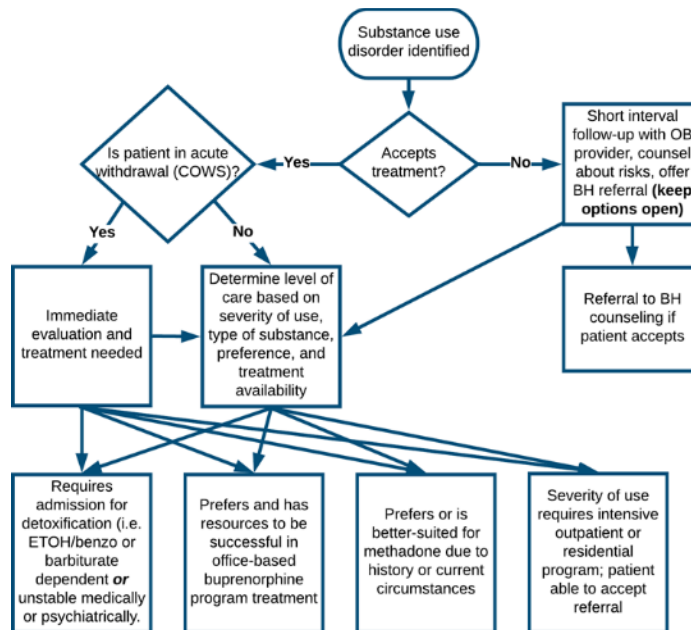 Substance use
disorder identified
Is patient in acute
withdrawal (COWS)?
Yes
Accepts
treatment?
No
Short interval
follow-up with OB
provider, counsel
about risks, offer
BH referral (keep
options open)
Yes
No
Immediate
evaluation and
treatment needed
Determine level of
care based on
severity of use,
type of substance,
preference, and
treatment
availability
Referral to BH
counseling if
patient accepts
Requires
admission for
detoxification (i.e.
ETOH/benzo or
barbiturate
dependent or
unstable medically
or psychiatrically.
Prefers and has
resources to be
successful in
office-based
buprenorphine
program treatment
Prefers or is
better-suited for
methadone due to
history or current
circumstances
Severity of use
requires intensive
outpatient or
residential
program; patient
able to accept
referral